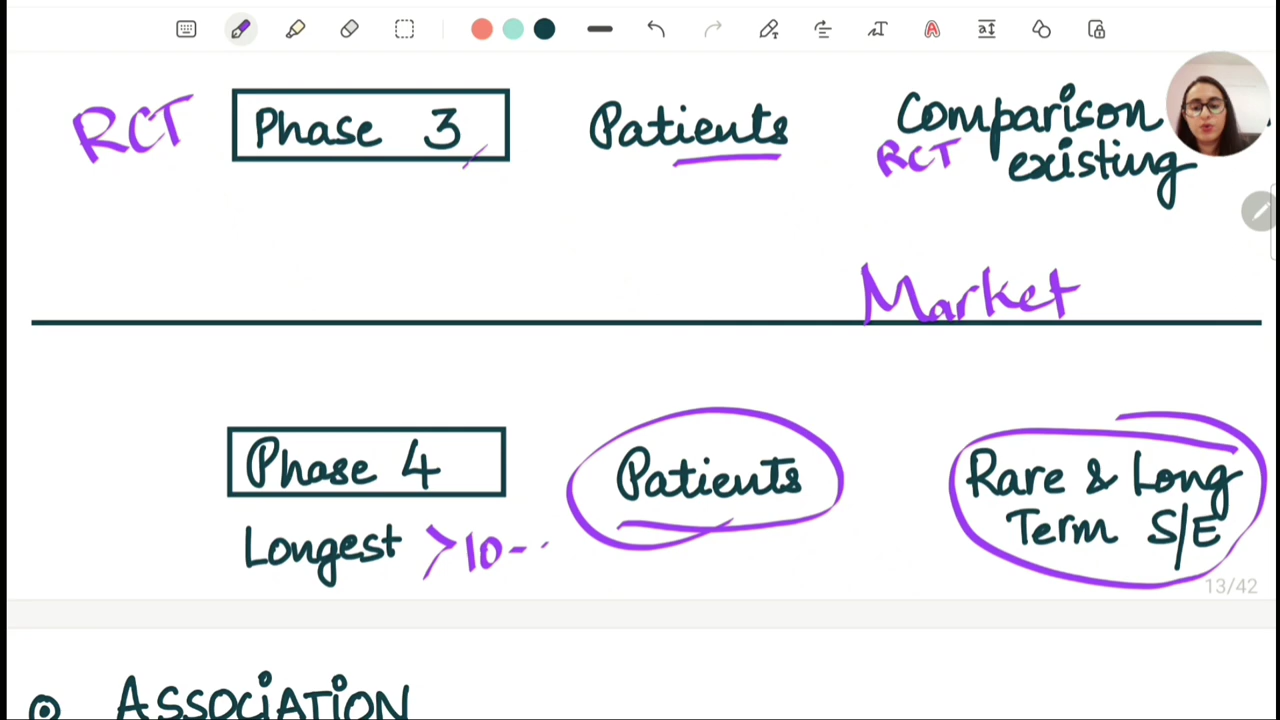 RCT Phase 3 Patients Comparison
RCT existing
Market
Phase 4 Patients Rare & Long
Term S/E
Longest >10--
13/42
ASSOCIATION